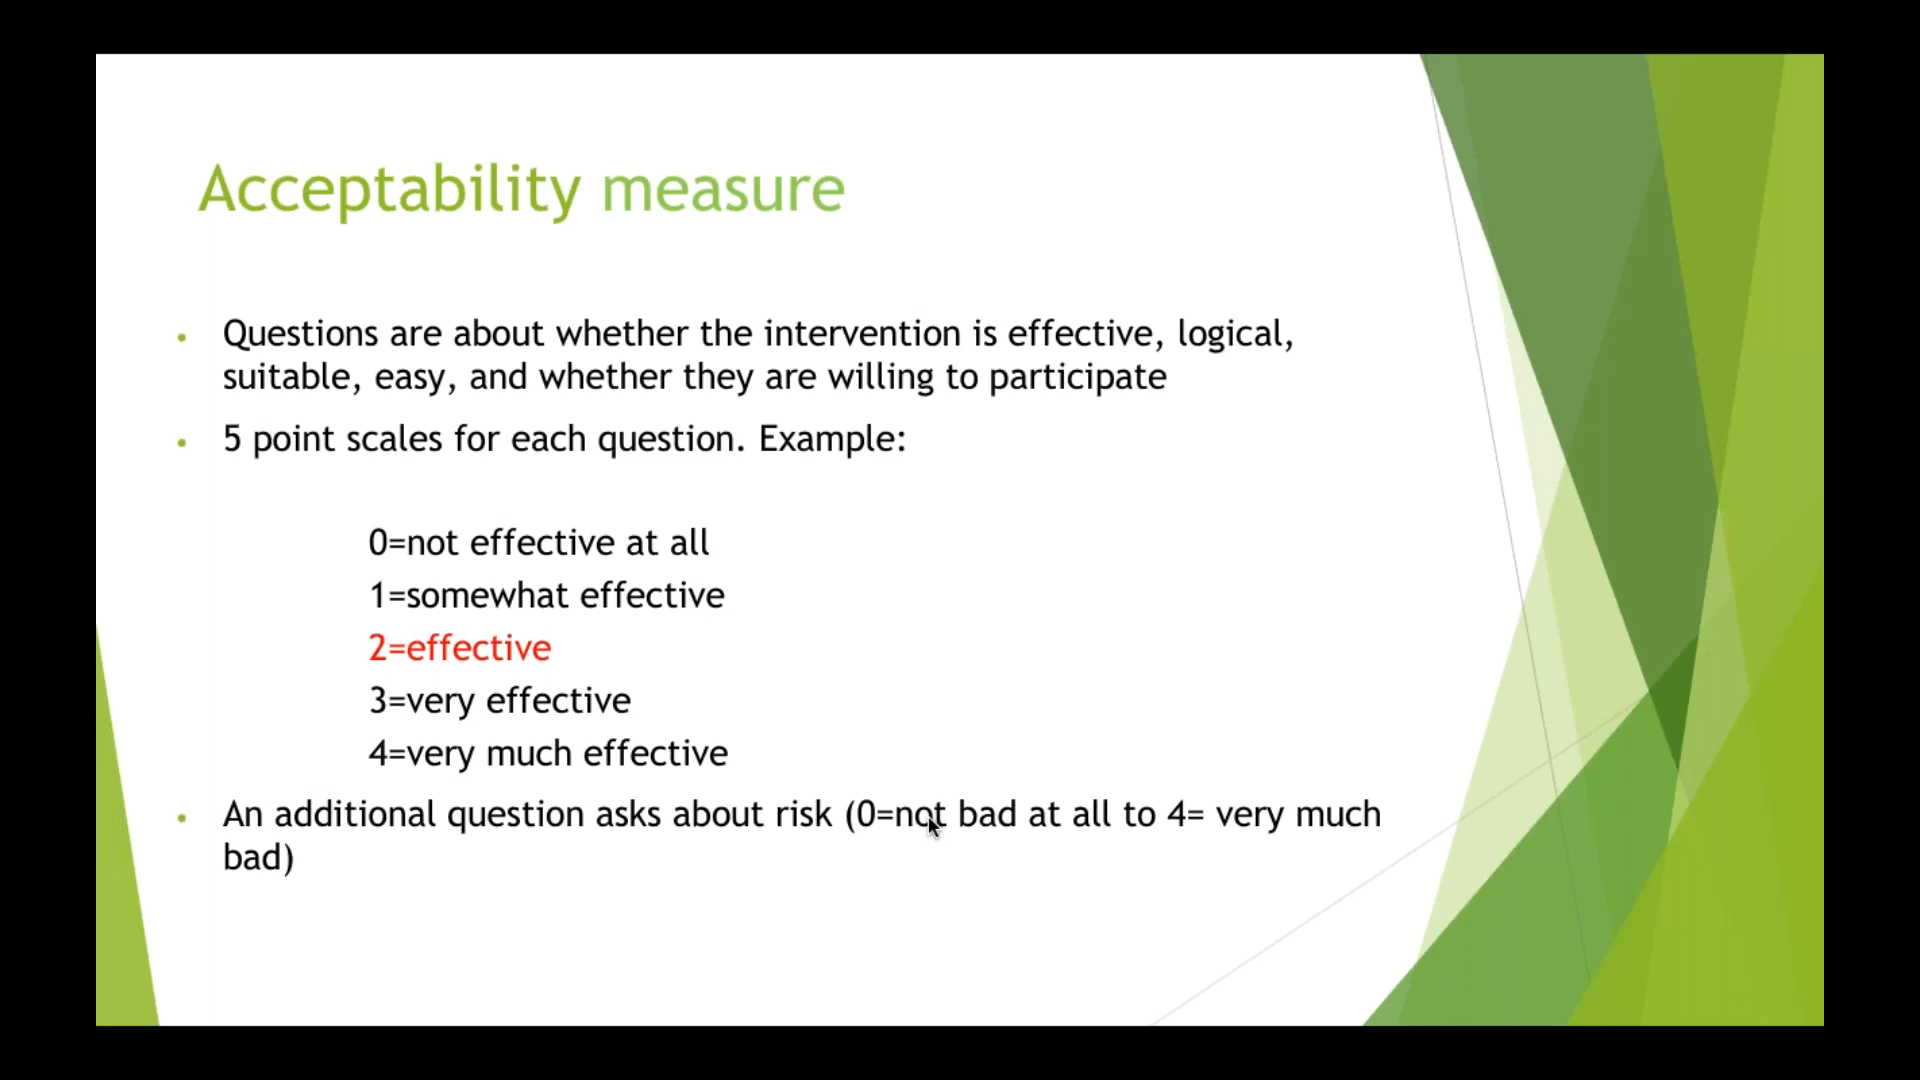 Acceptability measure
Questions are about whether the intervention is effective, logical,
suitable, easy, and whether they are willing to participate
5 point scales for each question. Example:
0=not effective at all
1=somewhat effective
2=effective
3=very effective
4=very much effective
An additional question asks about risk (0=not bad at all to 4= very much
bad)